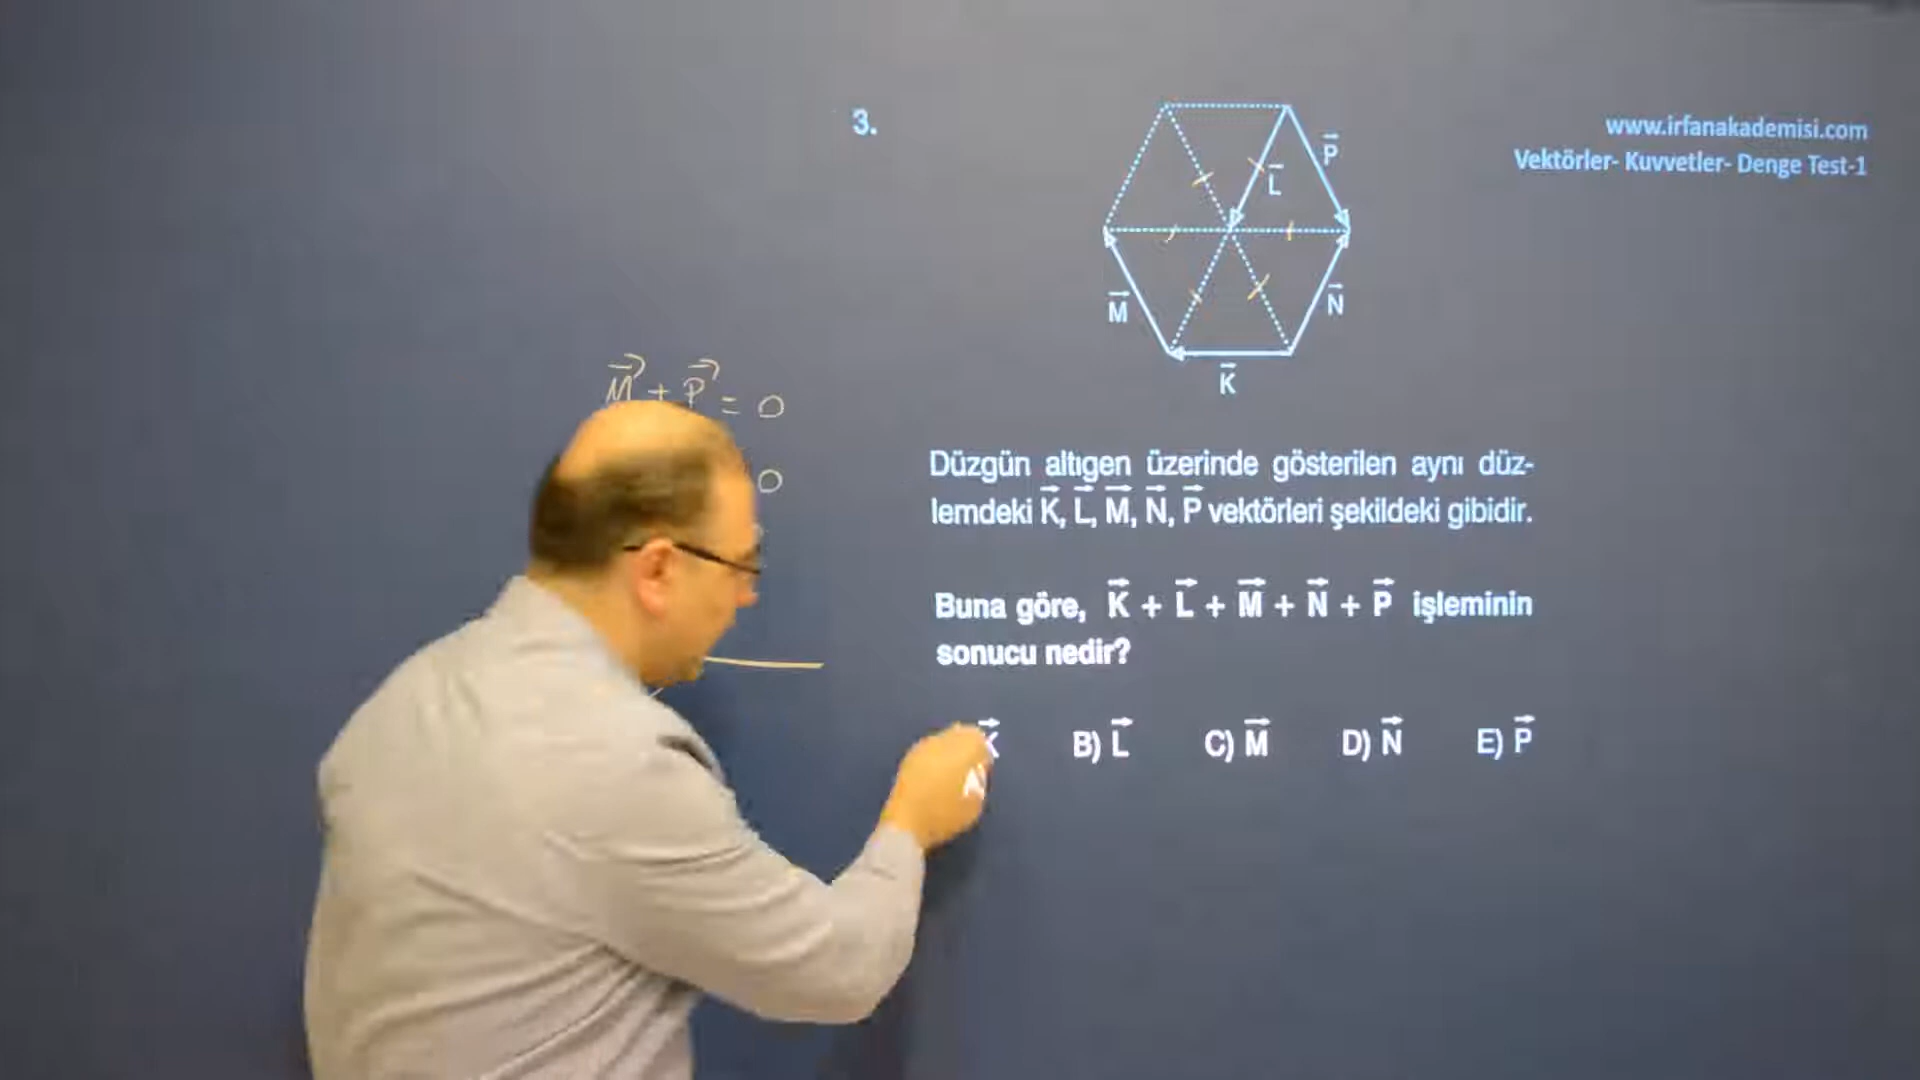 3.
www.irfanakademisi.com
Vektörler- Kuvvetler- Denge Test-1
P⃗
L⃗
M⃗
N⃗
K⃗
M⃗ + P⃗ = 0
0
Düzgün altıgen üzerinde gösterilen aynı düz-
lemdeki K⃗, L⃗, M⃗, N⃗, P⃗ vektörleri şekildeki gibidir.
Buna göre, K⃗ + L⃗ + M⃗ + N⃗ + P⃗ işleminin
sonucu nedir?
K⃗ B) L⃗ C) M⃗ D) N⃗ E) P⃗